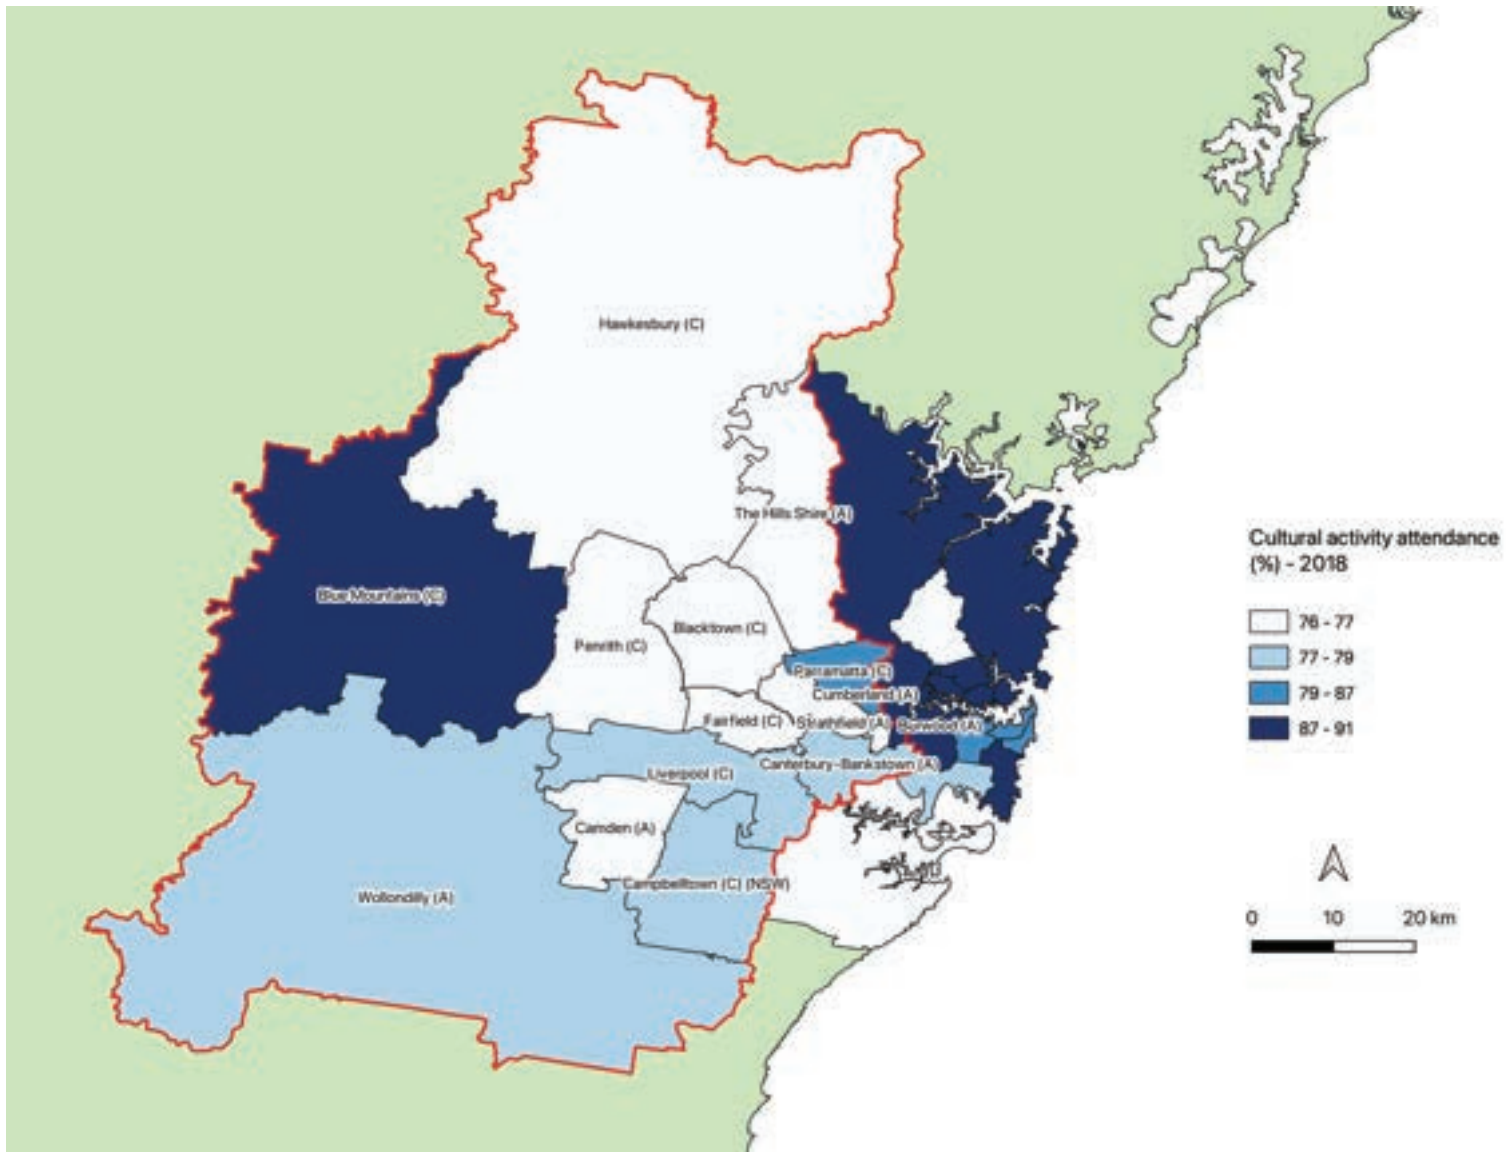 Hawkesbury (C)
The Hills Shire (A)
Cultural activity attendance
(%) - 2018
Blue Mountains (C)
76 - 77
Blacktown (C)
Penrith (C)
77 - 79
Parramatta (C)
Cumberland (A)
79 - 87
Fairfield (C)
Strathfield (A)
Burwood (A)
87 - 91
Canterbury-Bankstown (A)
Liverpool (C)
Camden (A)
Campbelltown (C) (NSW)
Wollondilly (A)
0 10 20 km